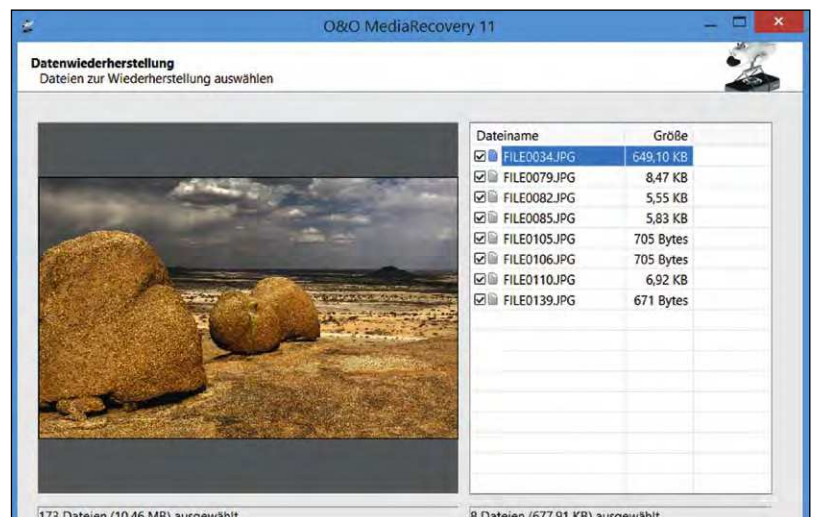 O&O MediaRecovery 11
Datenwiederherstellung
Dateien zur Wiederherstellung auswählen
Dateiname Größe
FILE0034.JPG 649,10 KB
FILE0079.JPG 8,47 KB
FILE0082.JPG 5,55 KB
FILE0085.JPG 5,83 KB
FILE0105.JPG 705 Bytes
FILE0106.JPG 705 Bytes
FILE0110.JPG 6,92 KB
FILE0139.JPG 671 Bytes
173 Dateien (10,46 MB) ausgewählt
8 Dateien (677,91 KB) ausgewählt